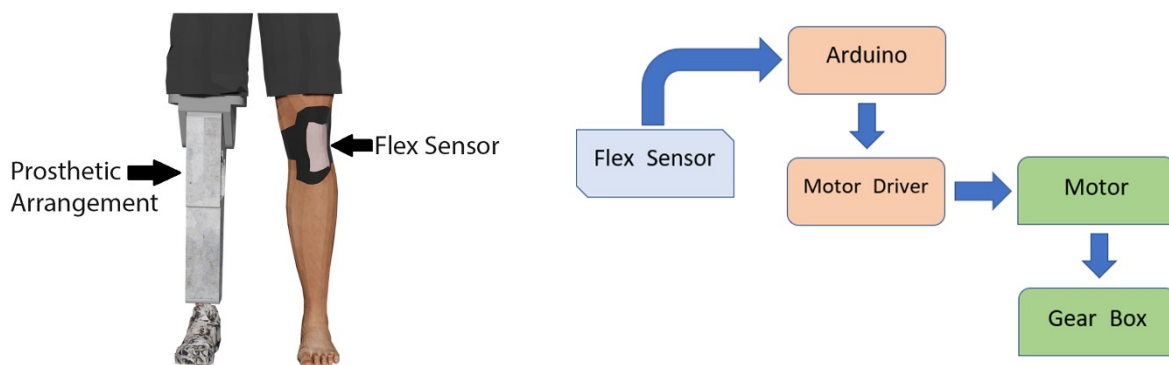 Prosthetic
Arrangement
Flex Sensor
Arduino
Flex Sensor
Motor Driver
Motor
Gear Box